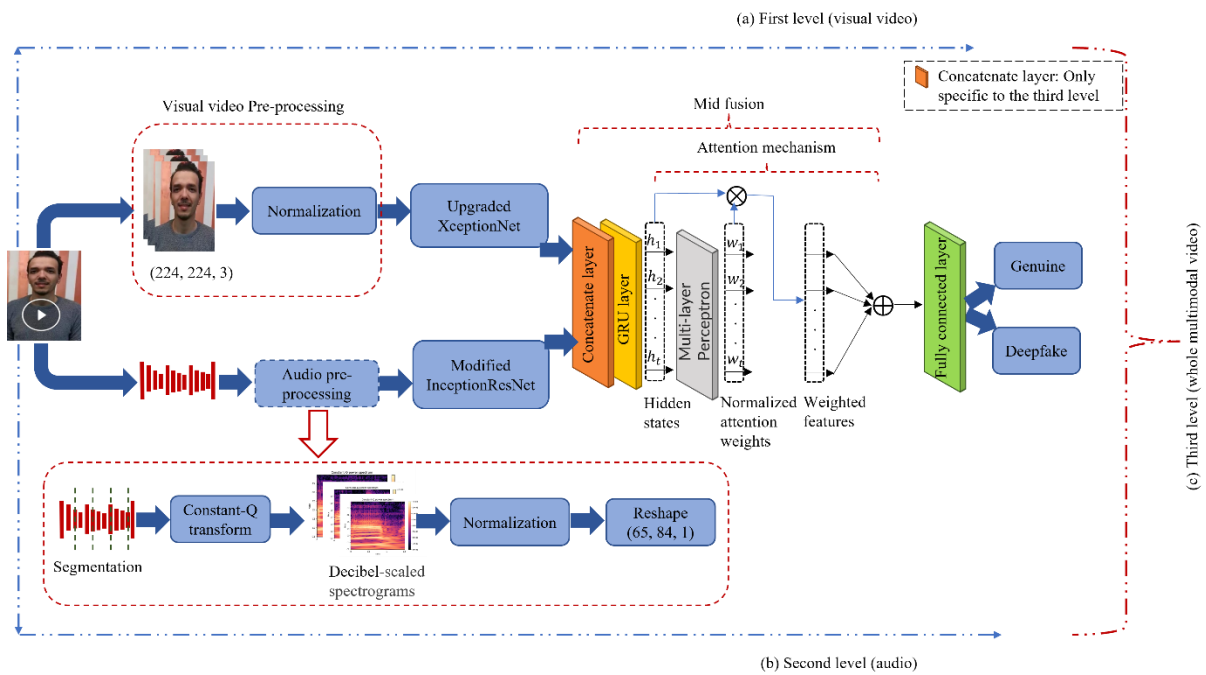 (a) First level (visual video)
Concatenate layer: Only
specific to the third level
Visual video Pre-processing
Mid fusion
Attention mechanism
(224, 224, 3)
Normalization
Upgraded
XceptionNet
Concatenate layer
GRU layer
h₁
h₂
.
.
.
hₜ
Multi-layer
Perceptron
w₁
w₂
.
.
.
wₜ
Fully connected layer
Genuine
Deepfake
Audio pre-
processing
Modified
InceptionResNet
Hidden
states
Normalized
attention
weights
Weighted
features
Segmentation
Constant-Q
transform
Decibel-scaled
spectrograms
Normalization
Reshape
(65, 84, 1)
(b) Second level (audio)
(c) Third level (whole multimodal video)